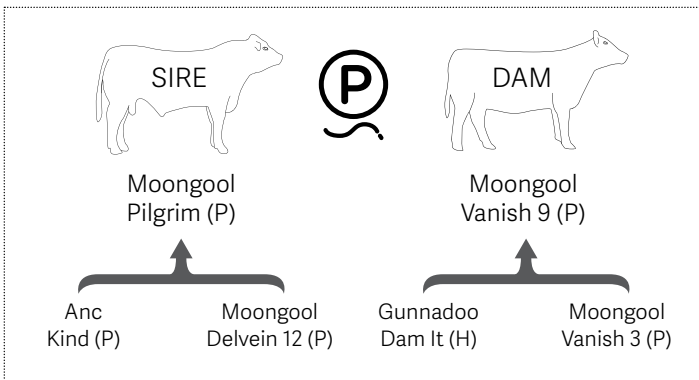 SIRE
P
DAM
Moongool
Pilgrim (P)
Moongool
Vanish 9 (P)
Anc
Kind (P)
Moongool
Delvein 12 (P)
Gunnadoo
Dam It (H)
Moongool
Vanish 3 (P)